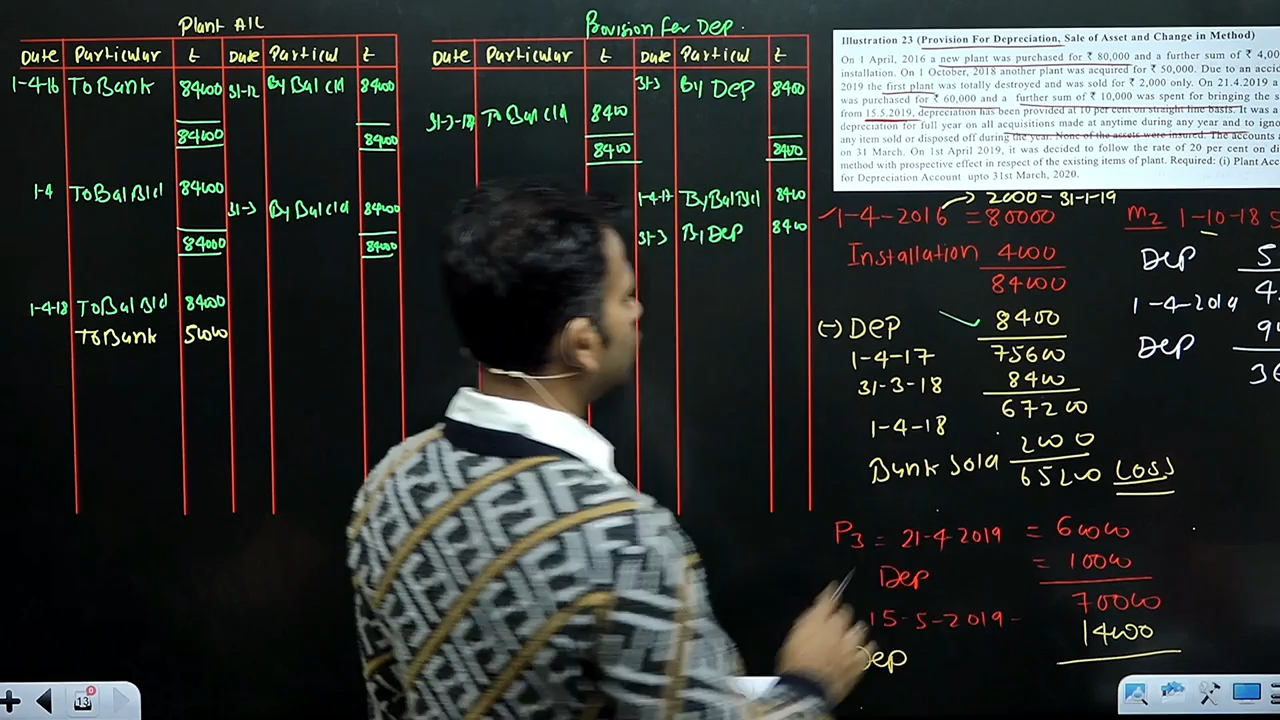 Plant A/C
Date Particular ₹ Date Particul ₹
1-4-16 To Bank 84000 31-12 By Bal c/d 84000
84000 84000
1-4 To Bal B/d 84000
31-3 By Bal c/d 84000
84000 84000
1-4-18 To Bal B/d 84000
To Bank 50000
Provision For Dep.
Date Particular ₹ Date Particul ₹
31-3 By Dep 8400
31-3-17 To Bal c/d 8400
8400 8400
1-4-17 By Bal B/d 8400
31-3 By Dep 8400
Illustration 23 (Provision For Depreciation, Sale of Asset and Change in Method)
On 1 April, 2016 a new plant was purchased for ₹ 80,000 and a further sum of ₹ 4,00
installation. On 1 October, 2018 another plant was acquired for ₹ 50,000. Due to an accid
2019 the first plant was totally destroyed and was sold for ₹ 2,000 only. On 21.4.2019 a
was purchased for ₹ 60,000 and a further sum of ₹ 10,000 was spent for bringing the s
from 15.5.2019, depreciation has been provided at 10 per cent on straight line basis. It was a
depreciation for full year on all acquisitions made at anytime during any year and to igno
any item sold or disposed off during the year. None of the assets were insured. The accounts
on 31 March. On 1st April 2019, it was decided to follow the rate of 20 per cent on di
method with prospective effect in respect of the existing items of plant. Required: (i) Plant Acc
for Depreciation Account upto 31st March, 2020.
2000 - 31-1-19
1-4-2016 = 80000
Installation 4000
84000
(-) Dep 8400
1-4-17 75600
31-3-18 8400
1-4-18 67200
2000
Bank Sold 65200 Loss
M2 1-10-18 5
Dep 5
4
1-4-2019
Dep 9
36
P3 = 21-4-2019 = 60000
= 10000
Dep
70000
15-5-2019 -
14000
Dep
13
0